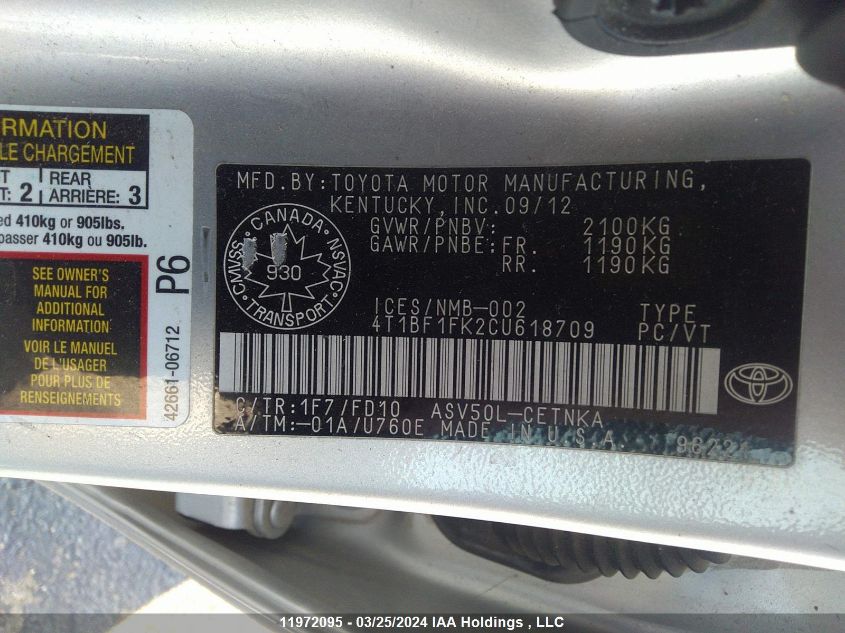 RMATION
LE CHARGEMENT
T : 2 REAR ARRIÈRE: 3
ed 410kg or 905lbs.
passer 410kg ou 905lb.
SEE OWNER'S
MANUAL FOR
ADDITIONAL
INFORMATION
VOIR LE MANUEL
DE L'USAGER
POUR PLUS DE
RENSEIGNEMENTS
P6
42661-06712
MFD.BY:TOYOTA MOTOR MANUFACTURING,
KENTUCKY,INC.09/12
GVWR/PNBV: 2100KG
GAWR/PNBE:FR. 1190KG
RR. 1190KG
CANADA
CMVSS NSVAC
930
TRANSPORT
ICES/NMB-002 TYPE
4T1BF1FK2CU618709 PC/VT
C/TR:1F7/FD10 ASV50L-CETNKA
A/TM:-01A/U760E MADE IN U.S.A.
11972095 - 03/25/2024 IAA Holdings , LLC